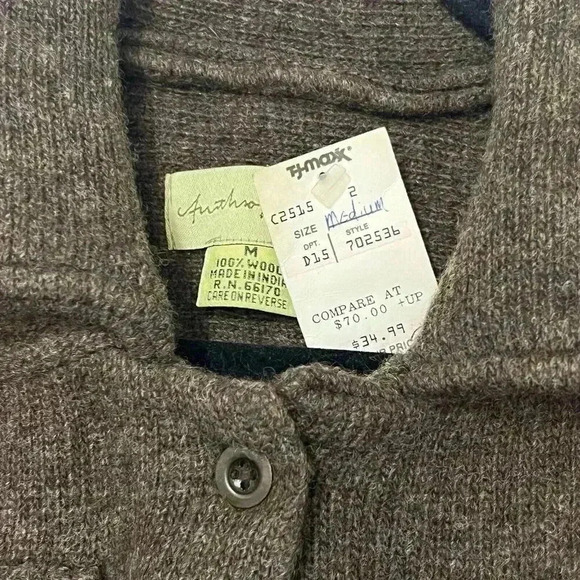 T·J·maxx®
C2515 2
SIZE medium
DPT. STYLE
D15 702536
COMPARE AT
$70.00 +UP
$34.99
M
100% WOOL
MADE IN INDIA
R.N. 66170
CARE ON REVERSE